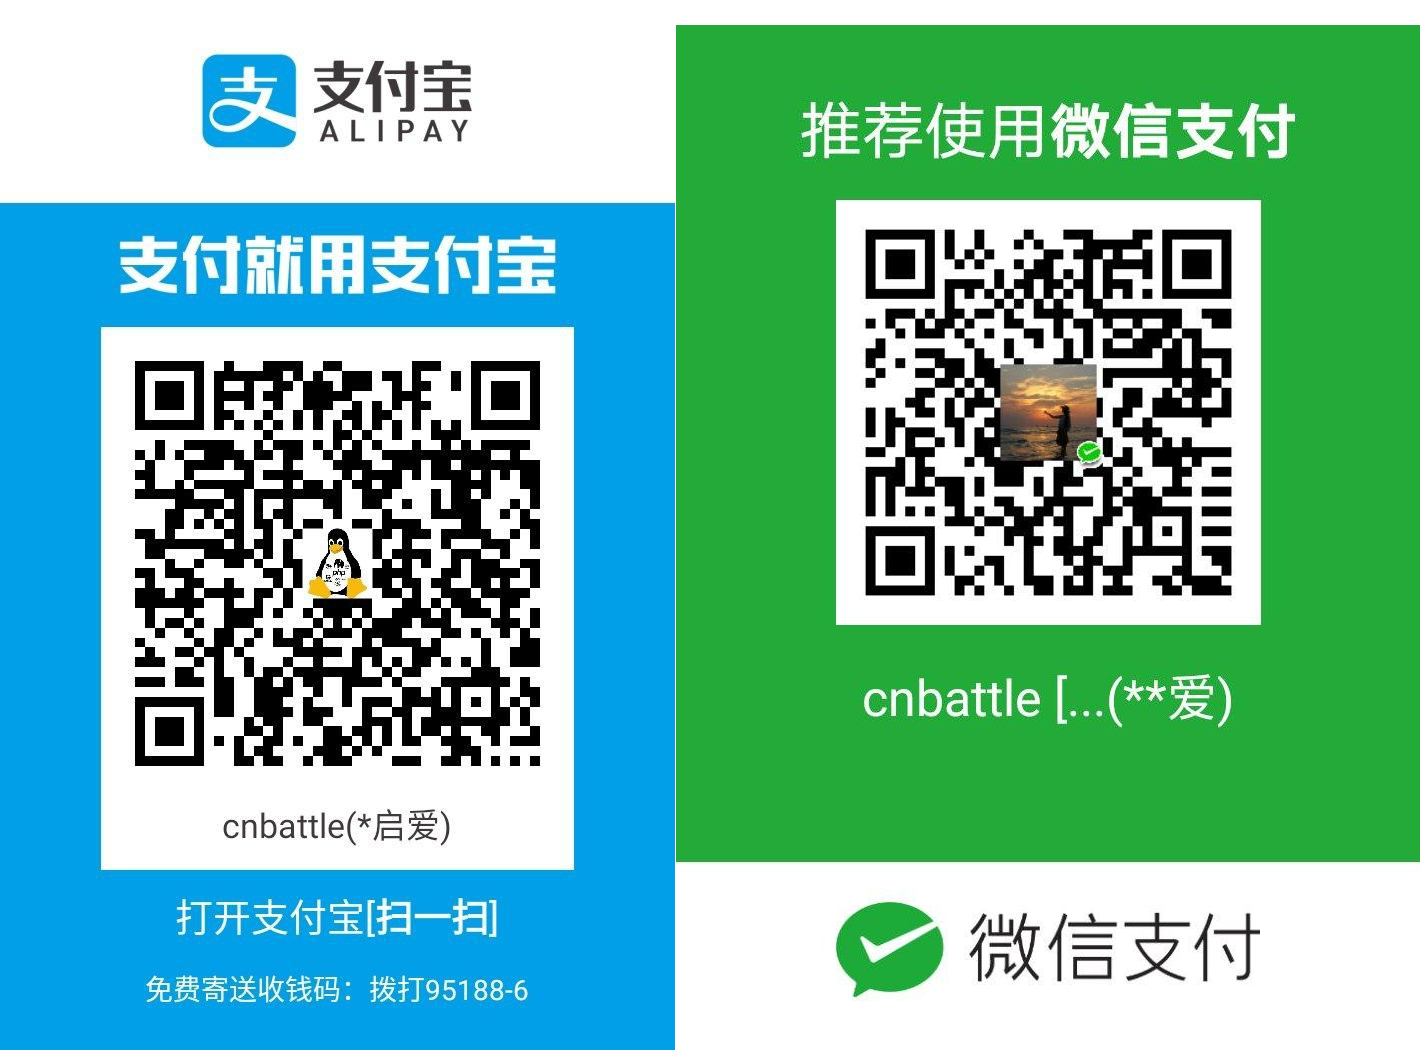 支付宝
ALIPAY
支付就用支付宝
cnbattle(*启爱)
打开支付宝[扫一扫]
免费寄送收钱码：拨打95188-6
推荐使用微信支付
cnbattle [...(**爱)
微信支付